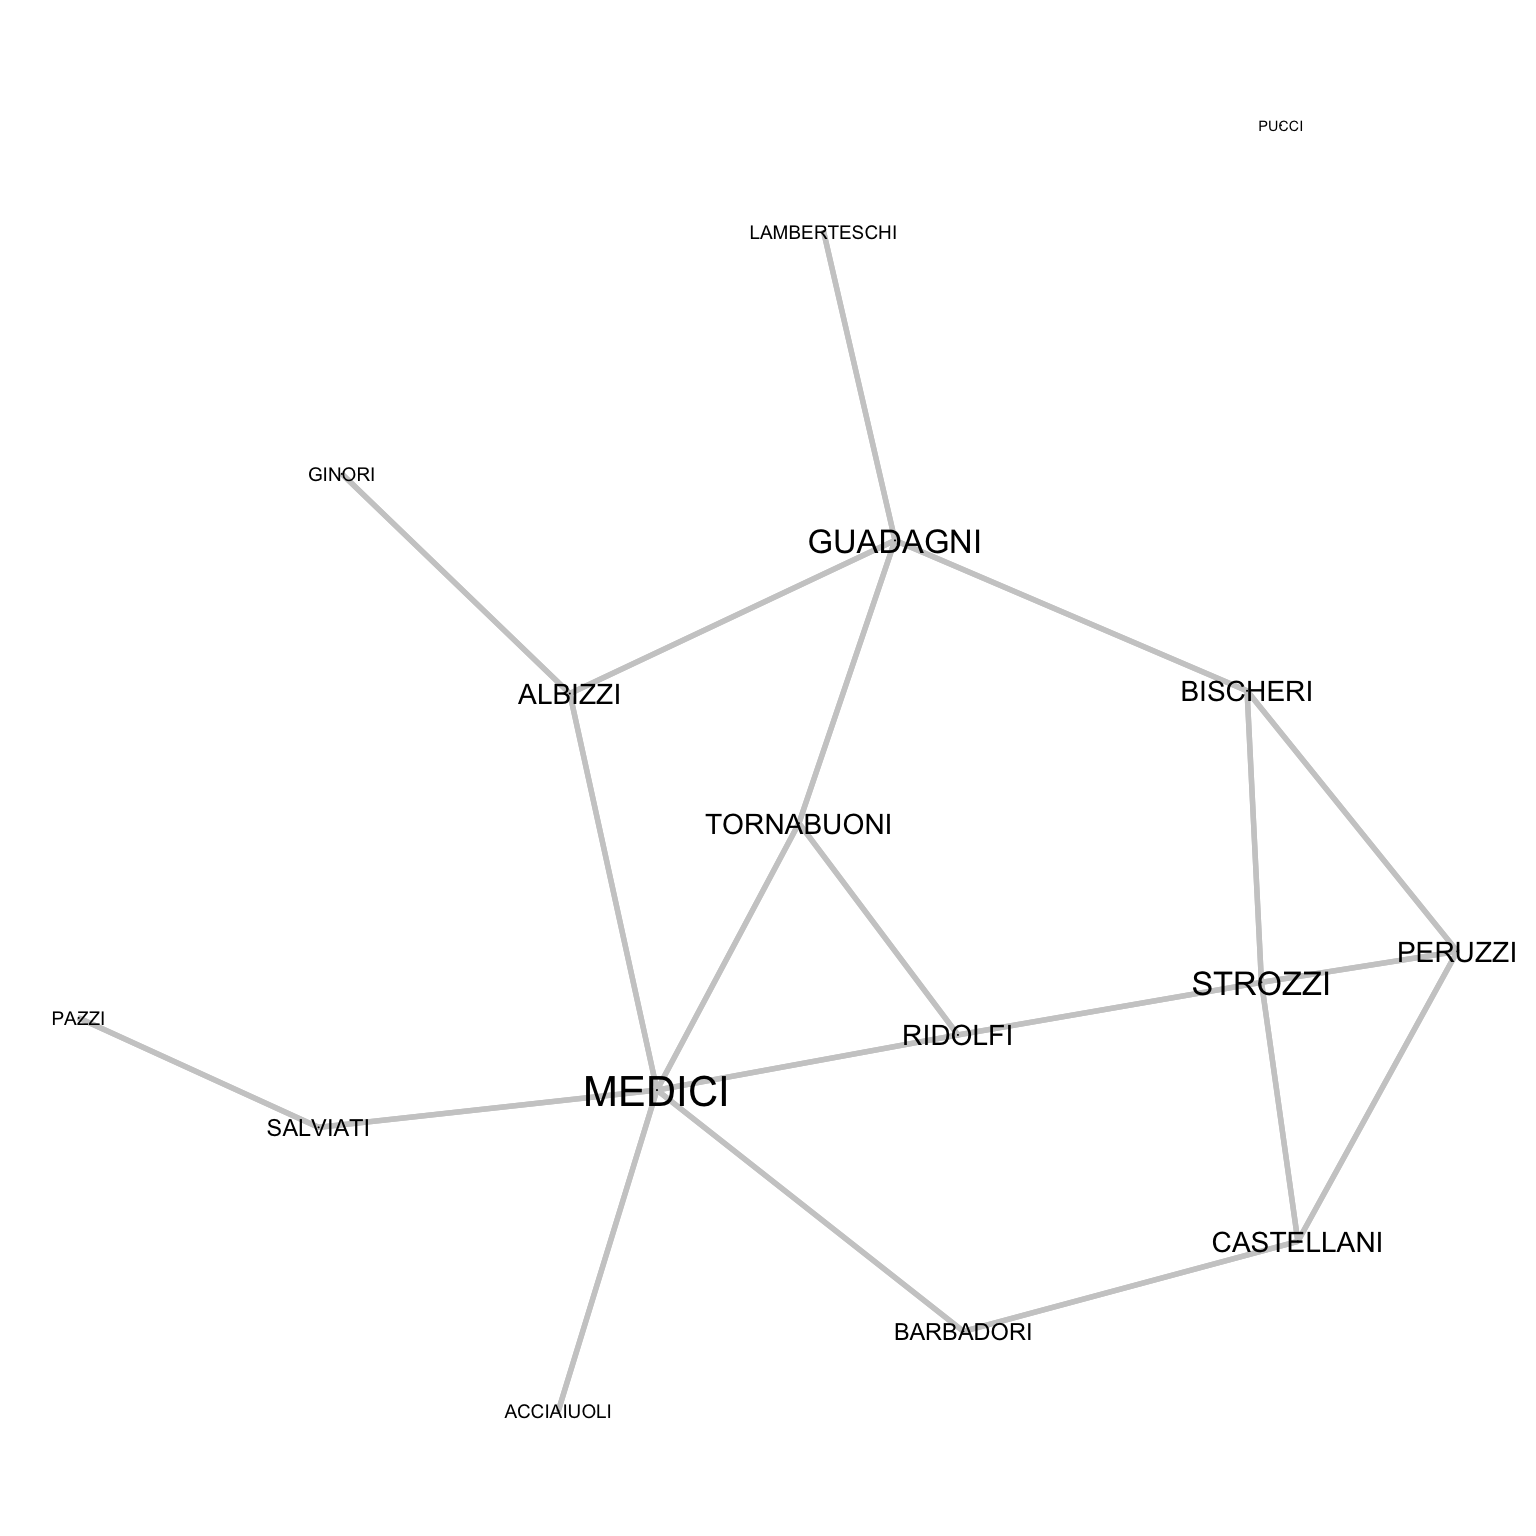 PUCCI
LAMBERTESCHI
GINORI
GUADAGNI
ALBIZZI
BISCHERI
TORNABUONI
PERUZZI
STROZZI
PAZZI
RIDOLFI
MEDICI
SALVIATI
CASTELLANI
BARBADORI
ACCIAIUOLI